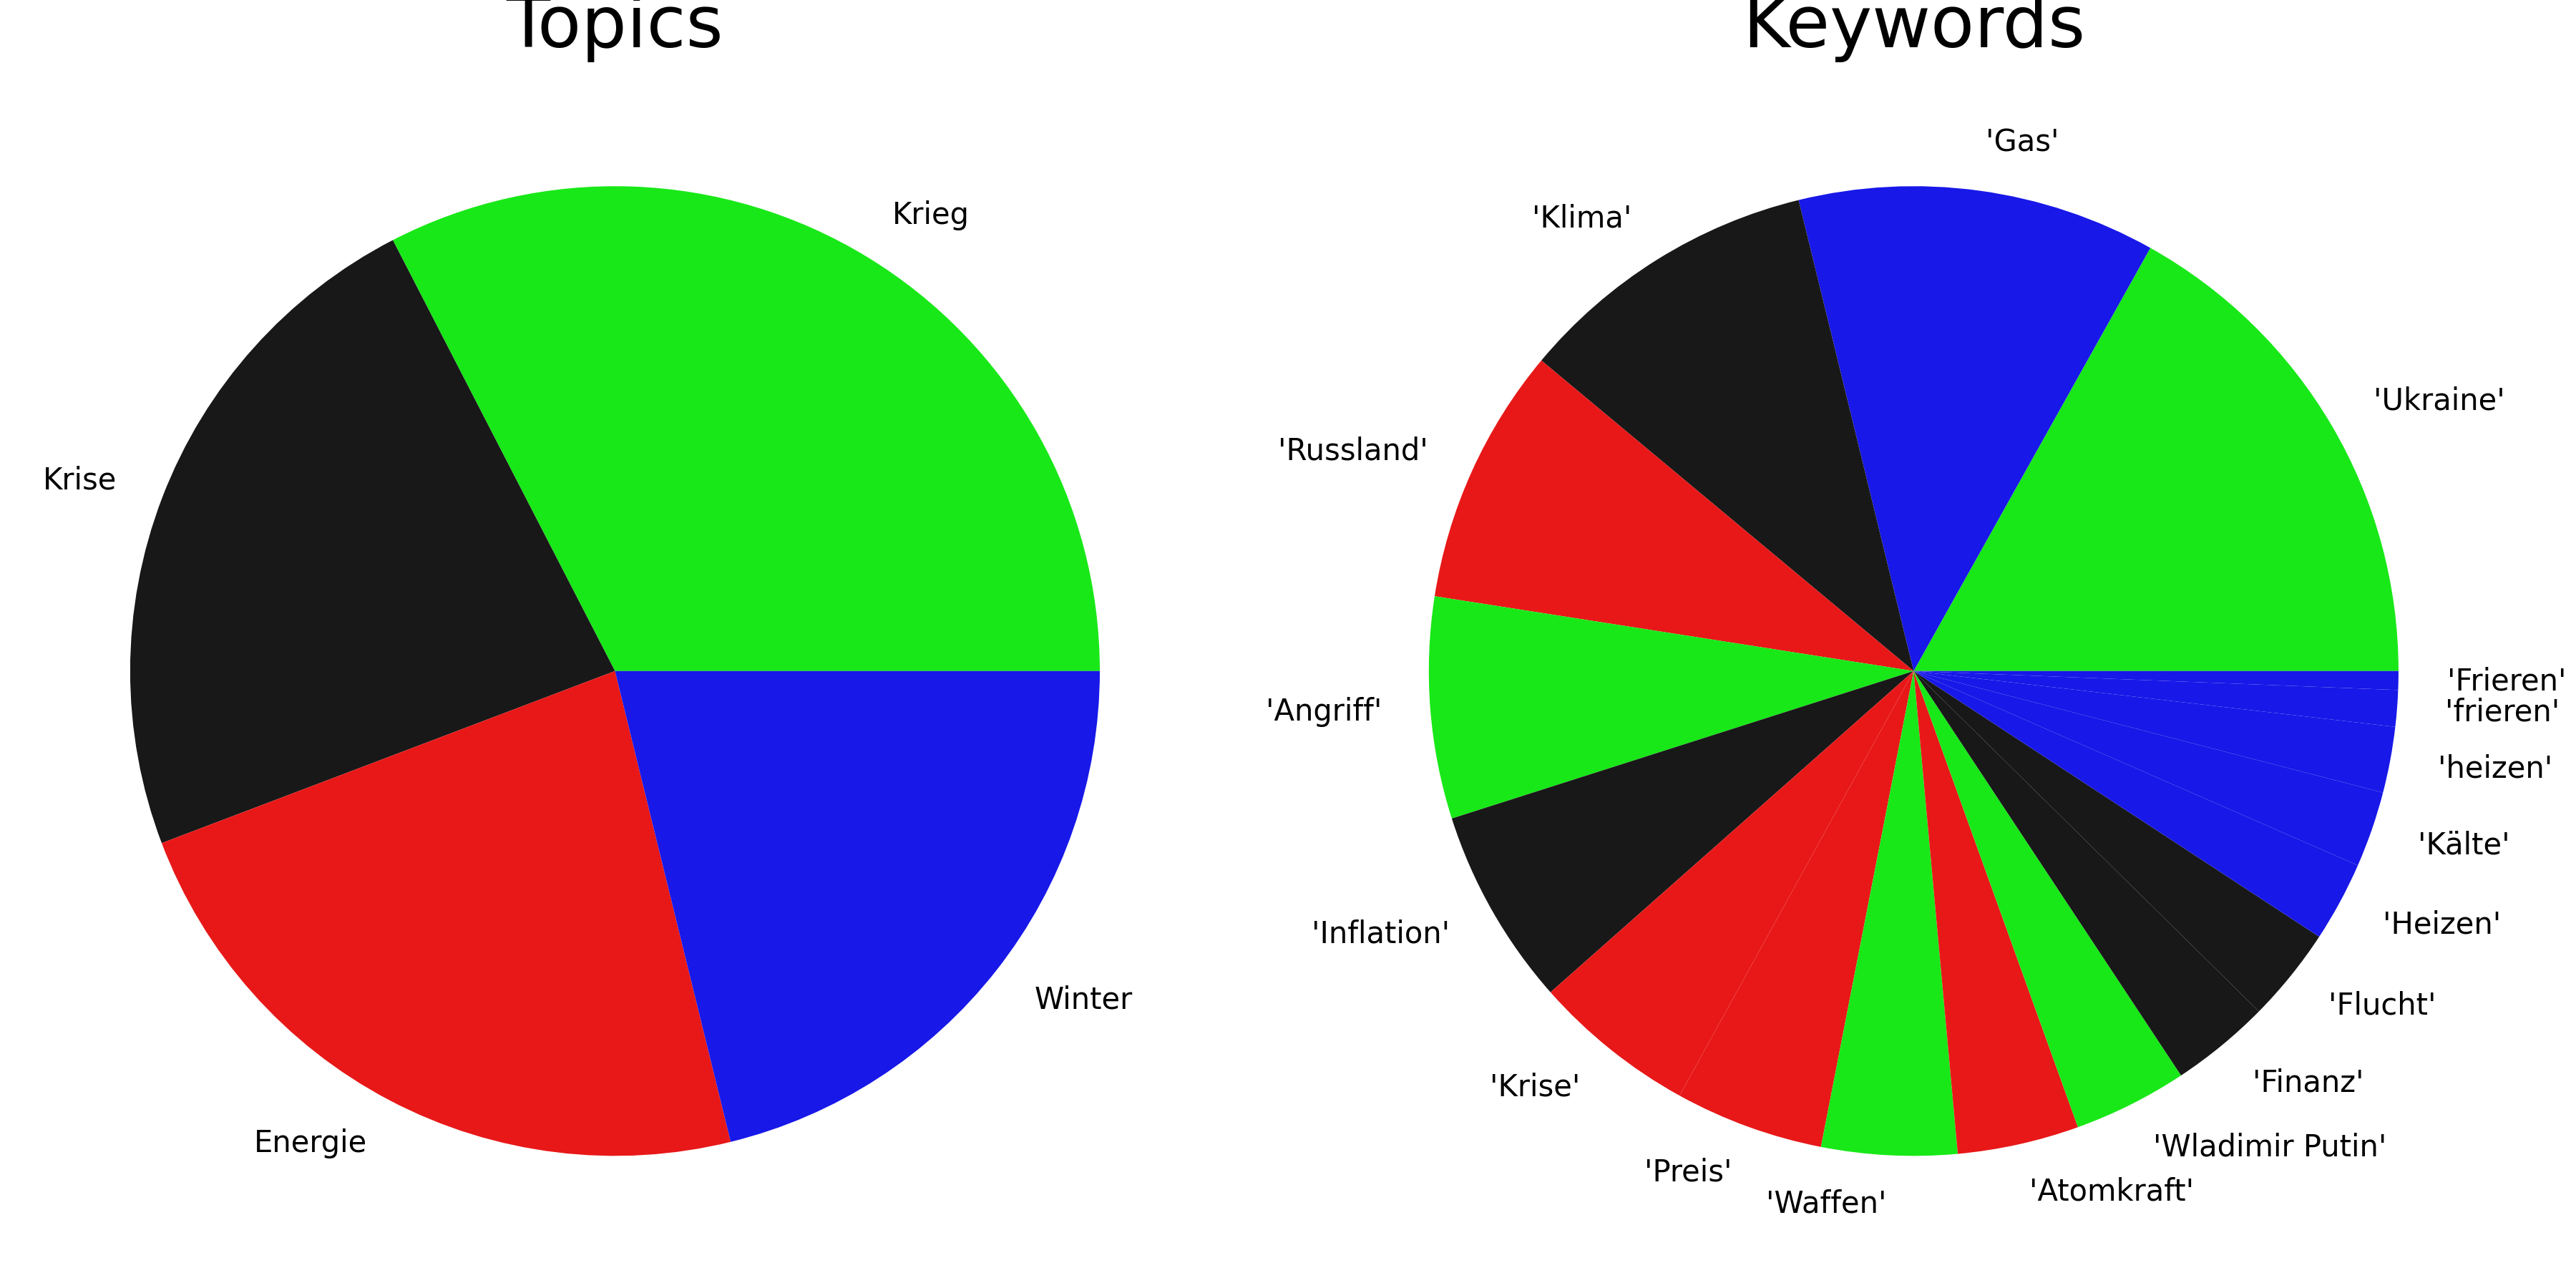 Topics
Krieg
Krise
Energie
Winter
Keywords
'Gas'
'Klima'
'Ukraine'
'Russland'
'Angriff'
'Inflation'
'Krise'
'Preis'
'Waffen'
'Atomkraft'
'Wladimir Putin'
'Finanz'
'Flucht'
'Heizen'
'Kälte'
'heizen'
'frieren'
'Frieren'